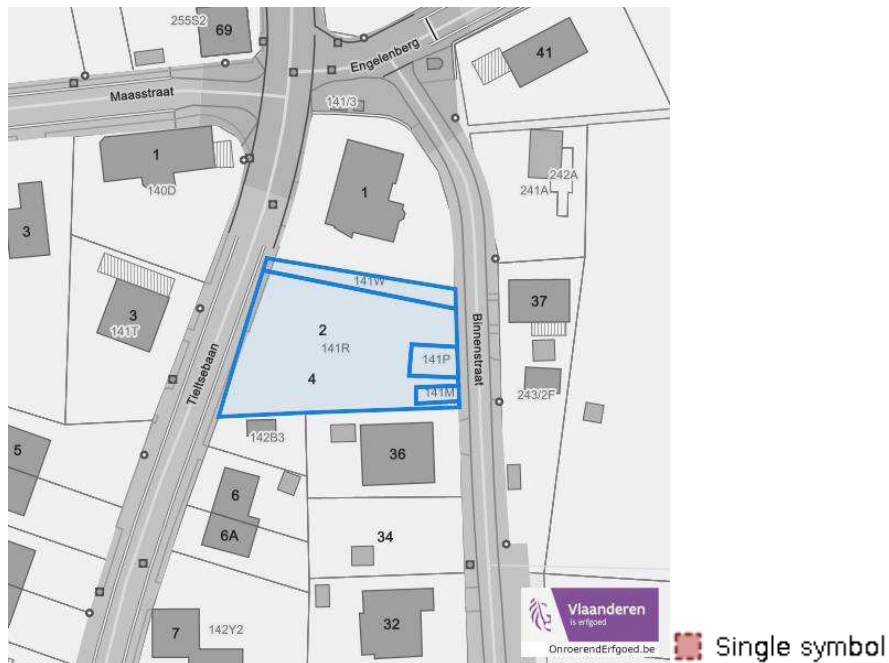 255S2
69
Engelenberg
41
Maasstraat
141/3
1
140D
1
242A
241A
3
141W
3
141T
2
141R
37
141P
Tieltsebaan
Binnenstraat
4
141M
243/2F
142B3
5
36
6
6A
34
7
142Y2
32
Vlaanderen
is erfgoed
OnroerendErfgoed.be
Single symbol